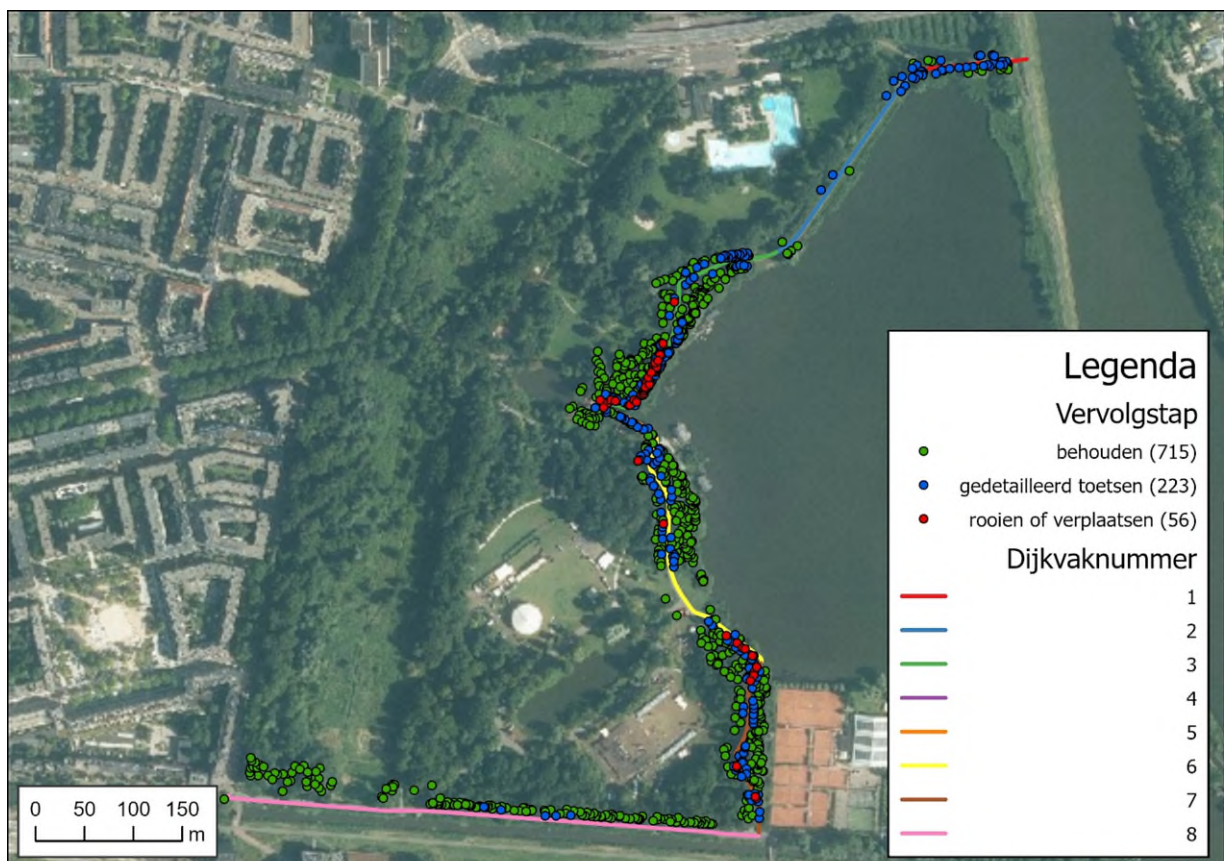 Legenda
Vervolgstap
behouden (715)
gedetailleerd toetsen (223)
rooien of verplaatsen (56)
Dijkvaknummer
1
2
3
4
5
6
7
8
0 50 100 150
m